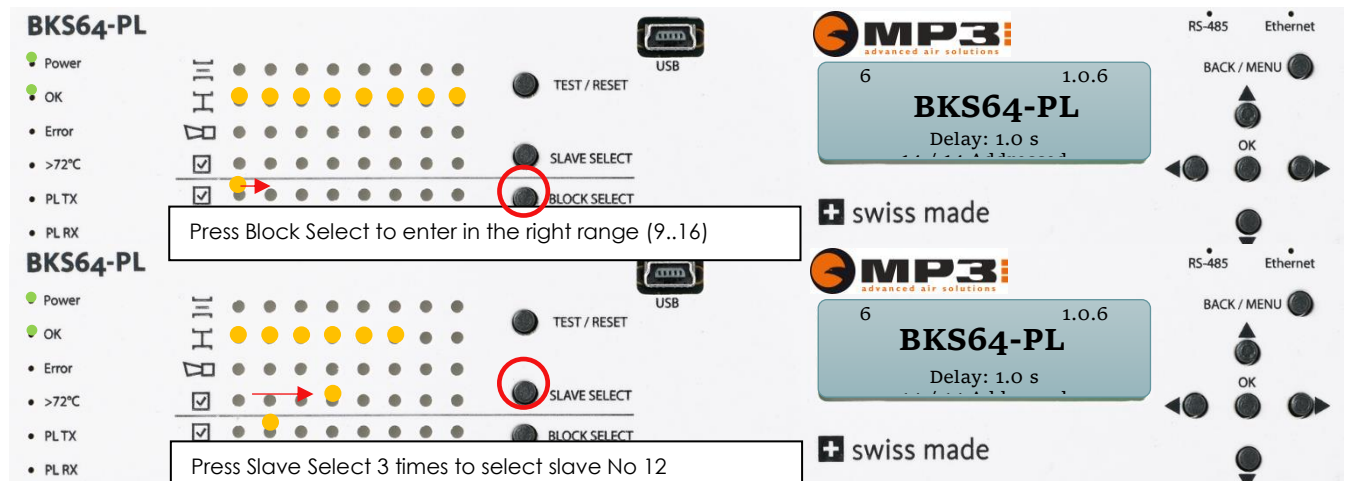 BKS64-PL
Power
OK
Error
>72°C
PL TX
PL RX
USB
TEST / RESET
SLAVE SELECT
BLOCK SELECT
Press Block Select to enter in the right range (9..16)
MP3
advanced air solutions
6 1.0.6
BKS64-PL
Delay: 1.0 s
swiss made
RS-485 Ethernet
BACK / MENU
OK
BKS64-PL
Power
OK
Error
>72°C
PL TX
PL RX
USB
TEST / RESET
SLAVE SELECT
BLOCK SELECT
Press Slave Select 3 times to select slave No 12
MP3
advanced air solutions
6 1.0.6
BKS64-PL
Delay: 1.0 s
swiss made
RS-485 Ethernet
BACK / MENU
OK